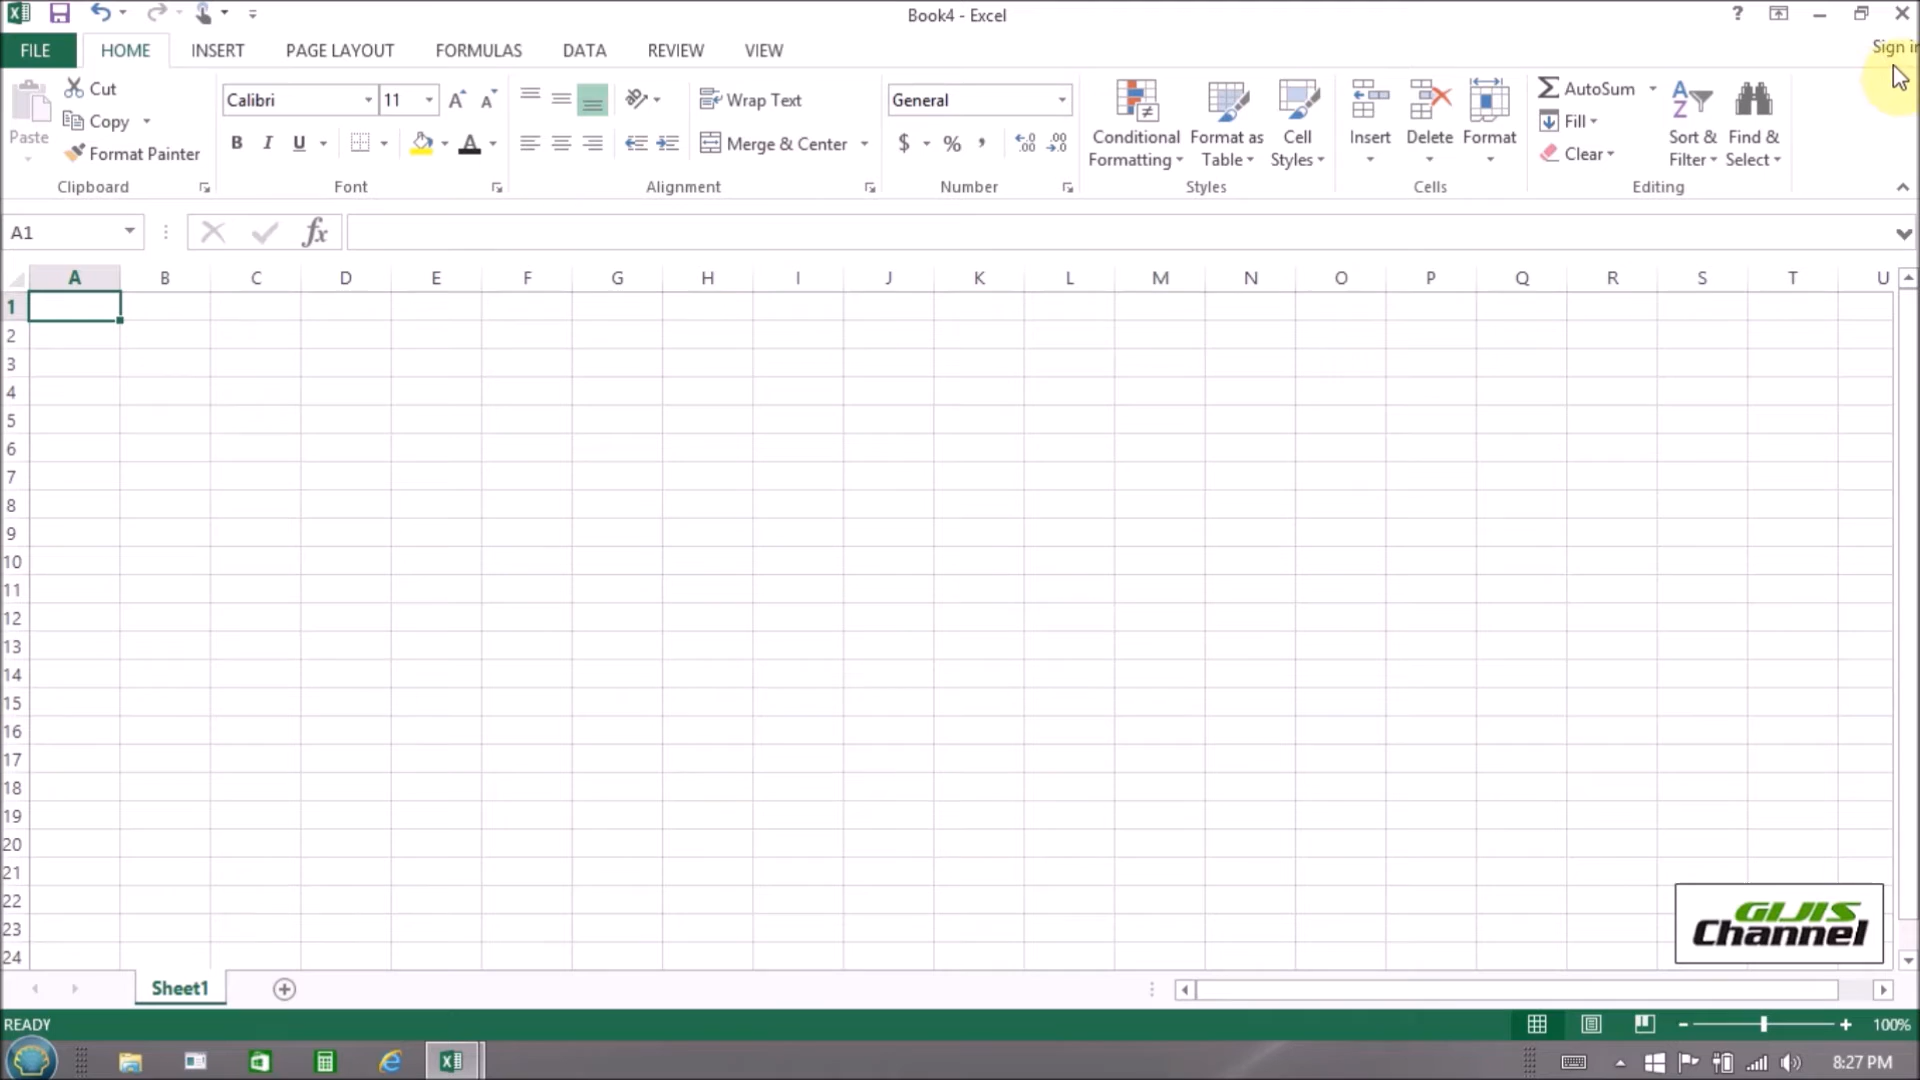 Book4 - Excel
FILE HOME INSERT PAGE LAYOUT FORMULAS DATA REVIEW VIEW
Sign in
Paste
Cut
Copy
Format Painter
Clipboard
Calibri 11
B I U A
Font
Wrap Text
Merge & Center
Alignment
General
$ % ,
Number
Conditional Formatting
Format as Table
Cell Styles
Styles
Insert Delete Format
Cells
AutoSum
Fill
Clear
Sort & Filter
Find & Select
Editing
A1
fx
A B C D E F G H I J K L M N O P Q R S T U
1
2
3
4
5
6
7
8
9
10
11
12
13
14
15
16
17
18
19
20
21
22
23
24
GIJIS
Channel
Sheet1
READY
100%
8:27 PM